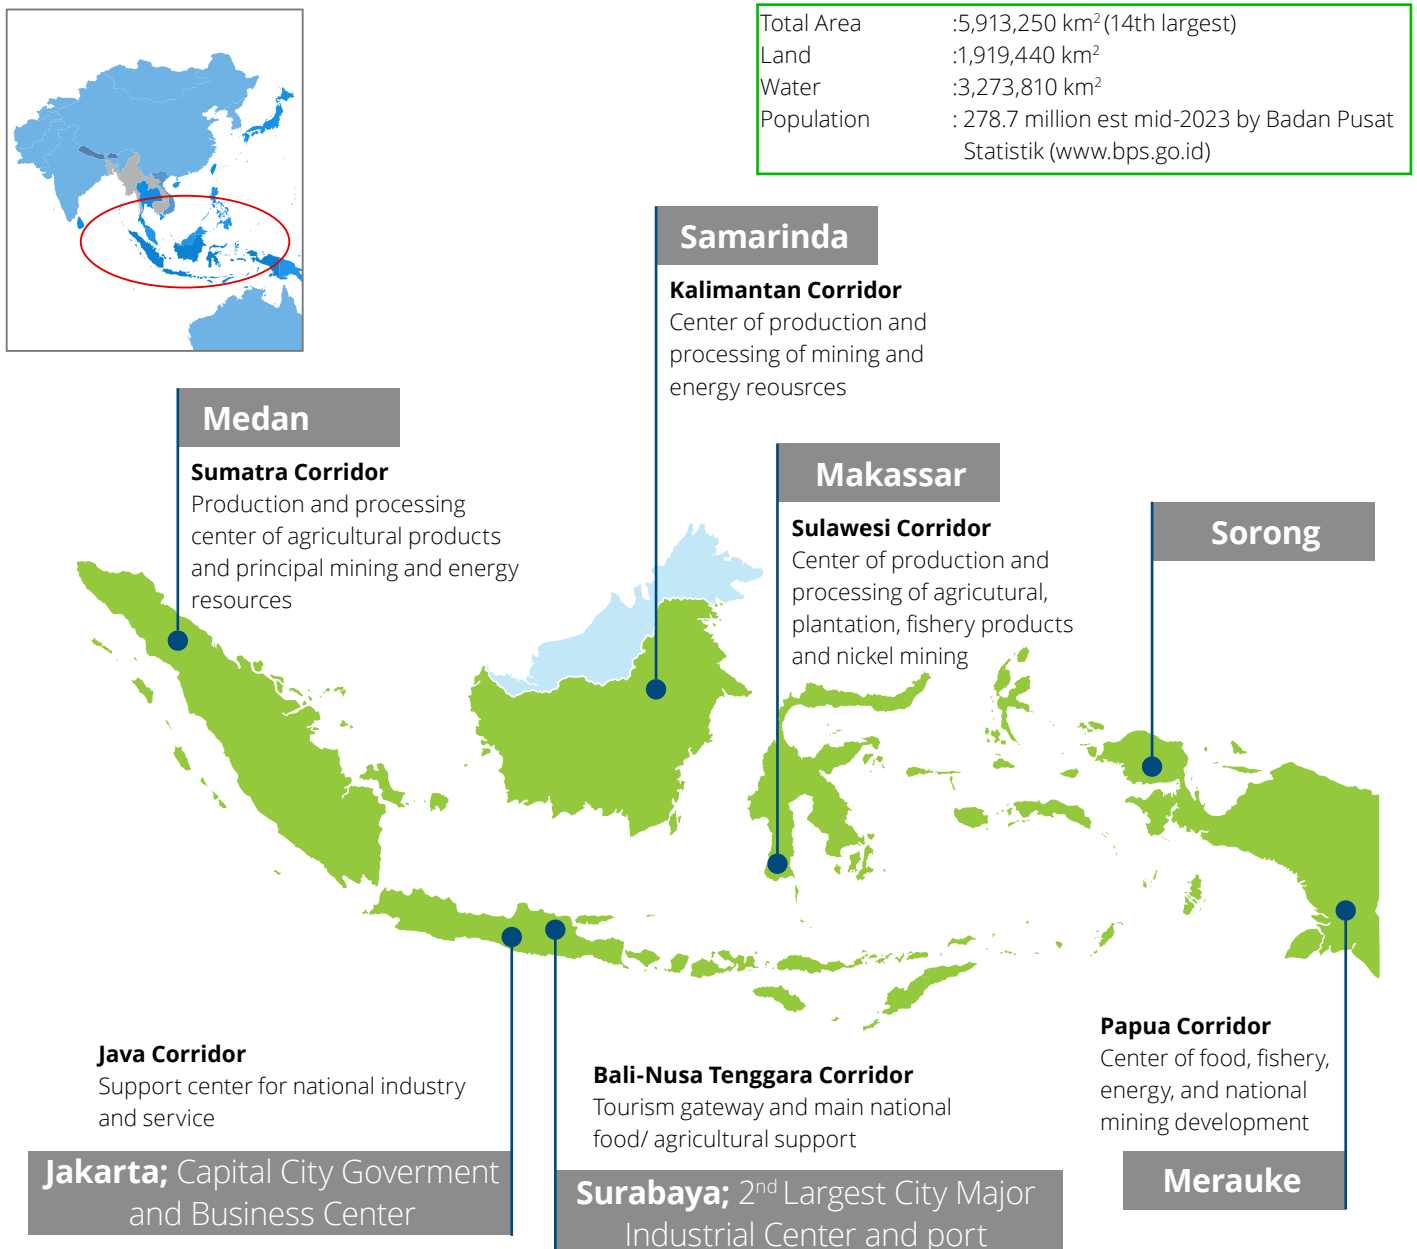 Total Area :5,913,250 km² (14th largest)
Land :1,919,440 km²
Water :3,273,810 km²
Population : 278.7 million est mid-2023 by Badan Pusat
Statistik (www.bps.go.id)
Samarinda
Kalimantan Corridor
Center of production and
processing of mining and
energy reousrces
Medan
Sumatra Corridor
Production and processing
center of agricultural products
and principal mining and energy
resources
Makassar
Sulawesi Corridor
Center of production and
processing of agricutural,
plantation, fishery products
and nickel mining
Sorong
Java Corridor
Support center for national industry
and service
Jakarta; Capital City Goverment
and Business Center
Bali-Nusa Tenggara Corridor
Tourism gateway and main national
food/ agricultural support
Surabaya; 2nd Largest City Major
Industrial Center and port
Papua Corridor
Center of food, fishery,
energy, and national
mining development
Merauke